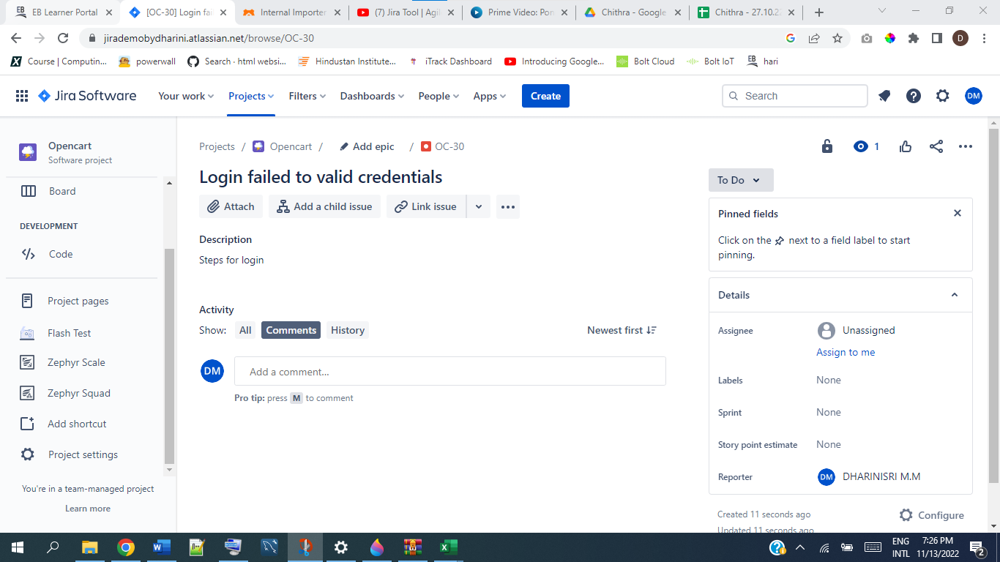 EB Learner Portal
[OC-30] Login fai
Internal Importer
(7) Jira Tool | Agil
Prime Video: Pon
Chithra - Google
Chithra - 27.10.22
jirademobydharini.atlassian.net/browse/OC-30
D
Course | Computin...
powerwall
Search · html websi...
Hindustan Institute...
iTrack Dashboard
Introducing Google...
Bolt Cloud
Bolt IoT
hari
Jira Software
Your work
Projects
Filters
Dashboards
People
Apps
Create
Search
DM
Opencart
Software project
Board
DEVELOPMENT
Code
Project pages
Flash Test
Zephyr Scale
Zephyr Squad
Add shortcut
Project settings
You're in a team-managed project
Learn more
Projects / Opencart / Add epic / OC-30
1
Login failed to valid credentials
Attach
Add a child issue
Link issue
Description
Steps for login
Activity
Show: All Comments History
Newest first
DM
Add a comment...
Pro tip: press M to comment
To Do
Pinned fields
Click on the next to a field label to start
pinning.
Details
Assignee
Unassigned
Assign to me
Labels
None
Sprint
None
Story point estimate
None
Reporter
DM
DHARINISRI M.M
Created 11 seconds ago
Updated 11 seconds ago
Configure
ENG
INTL
7:26 PM
11/13/2022
2